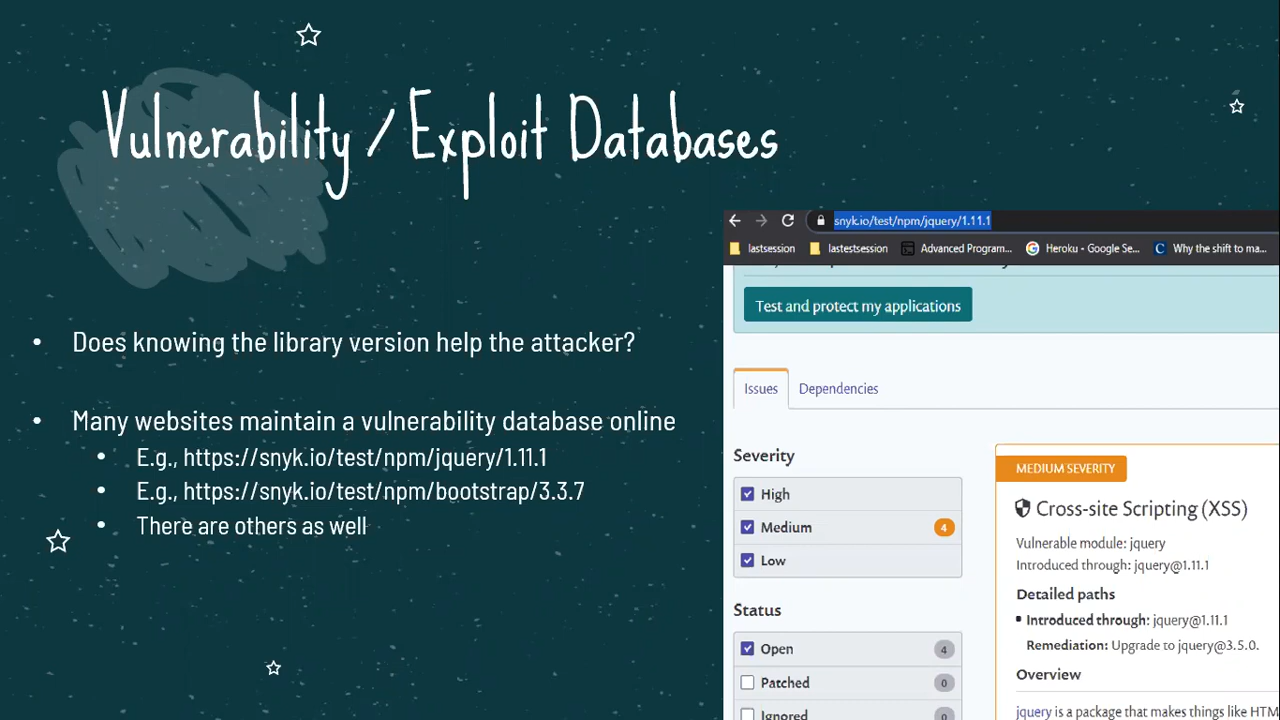 Vulnerability / Exploit Databases
• Does knowing the library version help the attacker?
• Many websites maintain a vulnerability database online
• E.g., https://snyk.io/test/npm/jquery/1.11.1
• E.g., https://snyk.io/test/npm/bootstrap/3.3.7
• There are others as well
snyk.io/test/npm/jquery/1.11.1
lastsession lastestsession Advanced Program... Heroku - Google Se... Why the shift to ma...
Test and protect my applications
Issues Dependencies
Severity
High
Medium 4
Low
Status
Open 4
Patched 0
Ignored 0
MEDIUM SEVERITY
Cross-site Scripting (XSS)
Vulnerable module: jquery
Introduced through: jquery@1.11.1
Detailed paths
• Introduced through: jquery@1.11.1
Remediation: Upgrade to jquery@3.5.0.
Overview
jquery is a package that makes things like HTM